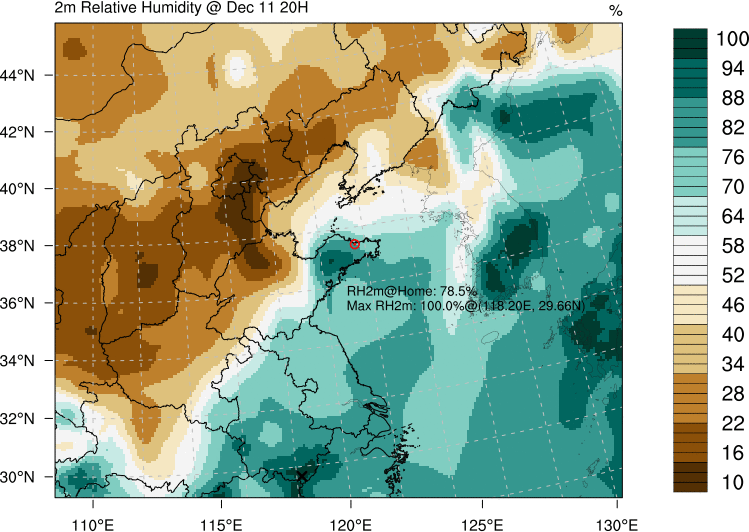 2m Relative Humidity @ Dec 11 20H
%
44°N
42°N
40°N
38°N
36°N
34°N
32°N
30°N
RH2m@Home: 78.5%
Max RH2m: 100.0%@(118.20E, 29.66N)
110°E
115°E
120°E
125°E
130°E
100
94
88
82
76
70
64
58
52
46
40
34
28
22
16
10